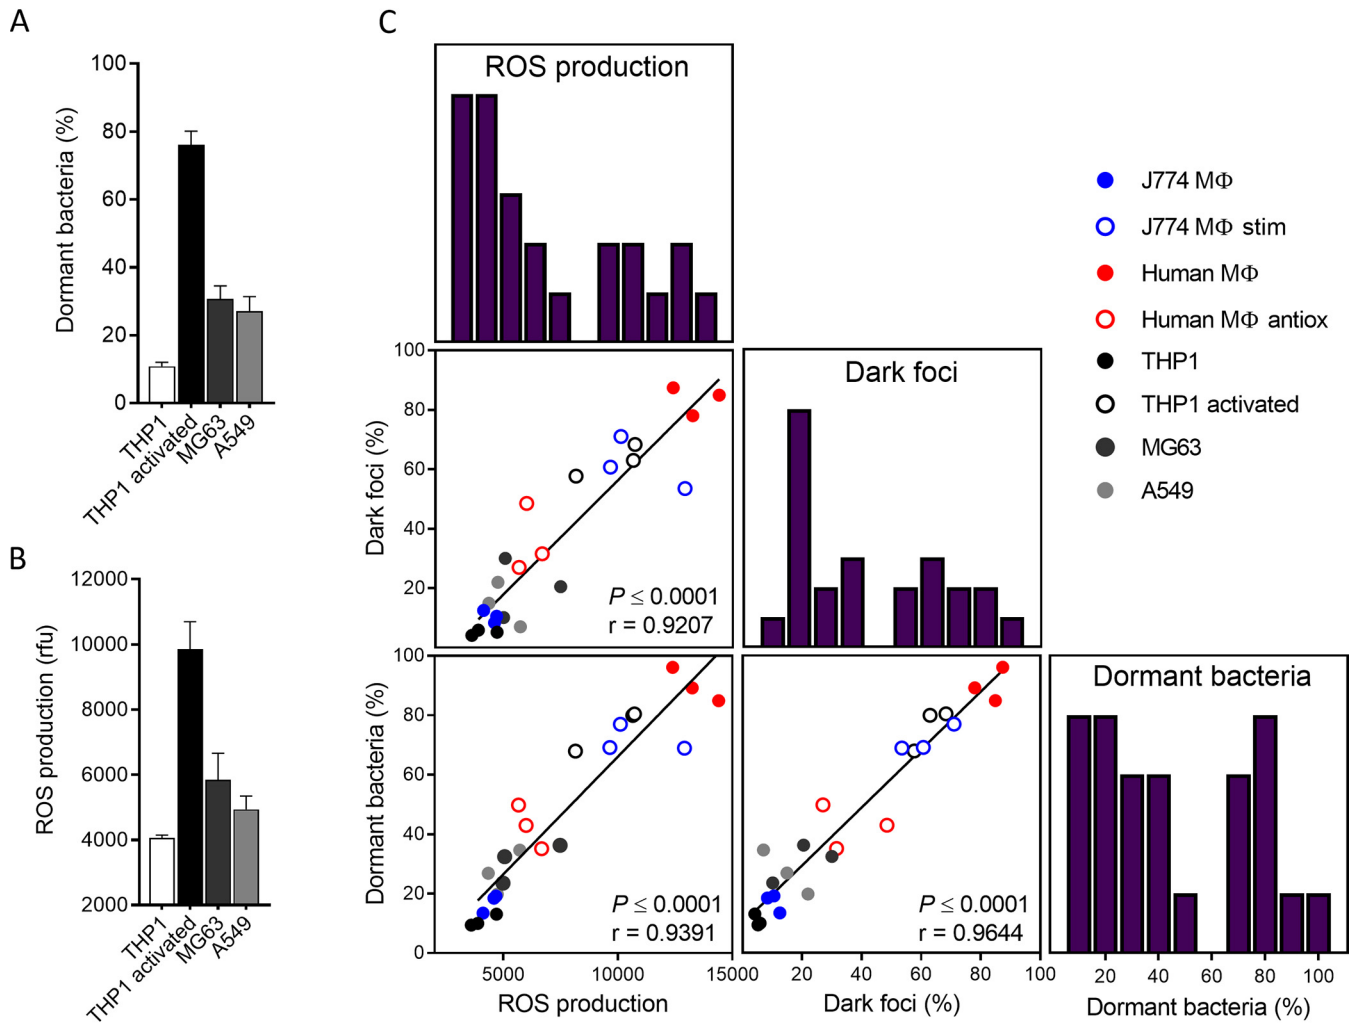 A
100
80
60
40
20
0
Dormant bacteria (%)
THP1
THP1 activated
MG63
A549
B
12000
10000
8000
6000
4000
2000
ROS production (rfu)
THP1
THP1 activated
MG63
A549
C
ROS production
100
80
60
40
20
Dark foci (%)
P ≤ 0.0001
r = 0.9207
Dark foci
100
80
60
40
20
0
Dormant bacteria (%)
P ≤ 0.0001
r = 0.9391
5000
10000
15000
ROS production
P ≤ 0.0001
r = 0.9644
20
40
60
80
100
Dark foci (%)
Dormant bacteria
20
40
60
80
100
Dormant bacteria (%)
J774 MΦ
J774 MΦ stim
Human MΦ
Human MΦ antiox
THP1
THP1 activated
MG63
A549